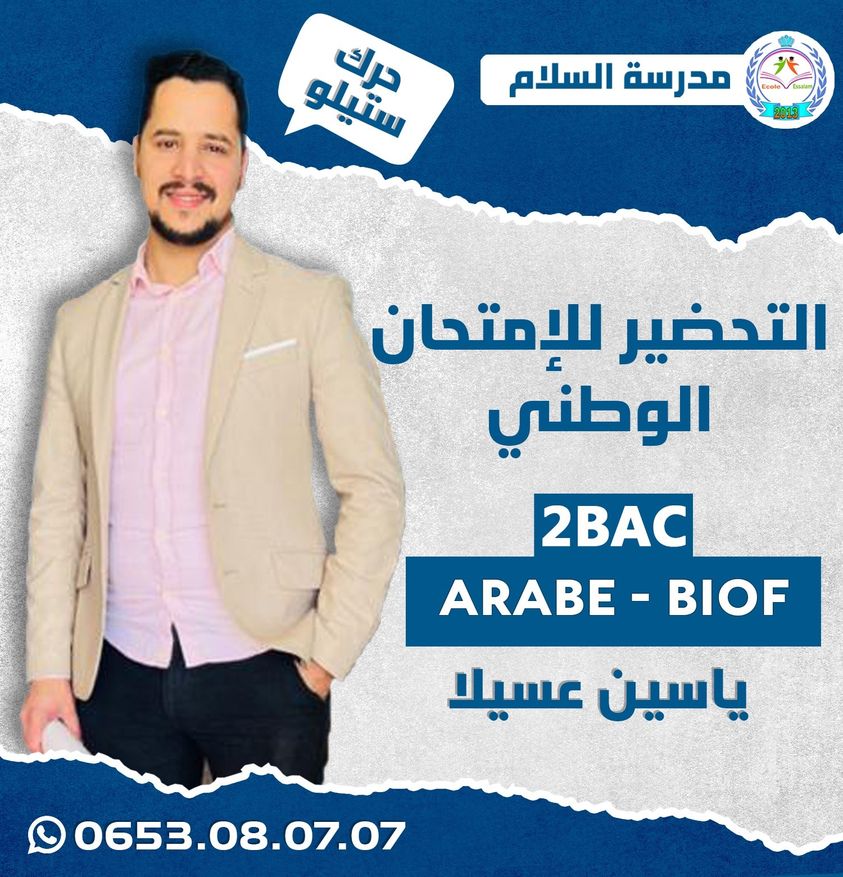 حرك
ستيلو
مدرسة السلام
Ecole Essalam
2013
التحضير للإمتحان
الوطني
2BAC
ARABE - BIOF
ياسين عسيلا
0653.08.07.07